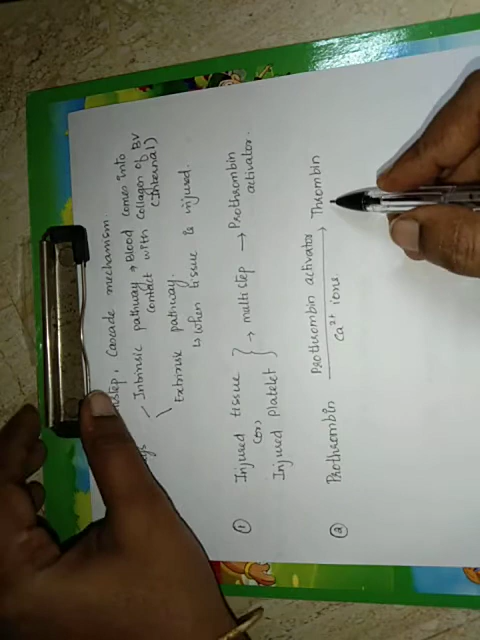 step, Cascade mechanism
Intrinsic pathway → Blood comes into
contact with collagen of BV
(internal)
Extrinsic pathway.
↳ when tissue is injured.
① Injured tissue
(or)
Injured platelet } → multistep → Prothrombin
activator.
② Prothrombin Prothrombin activator → Thrombin
Ca²⁺ ions.